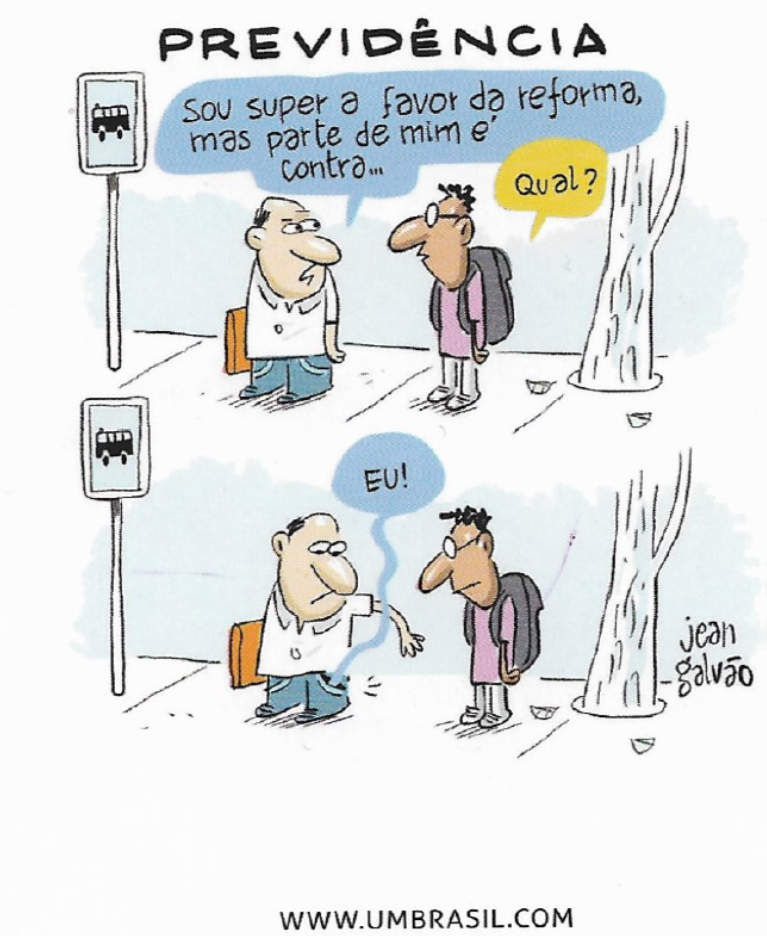 PREVIDÊNCIA
Sou super a favor da reforma,
mas parte de mim é
contra...
Qual?
EU!
jean
galvão
WWW.UMBRASIL.COM